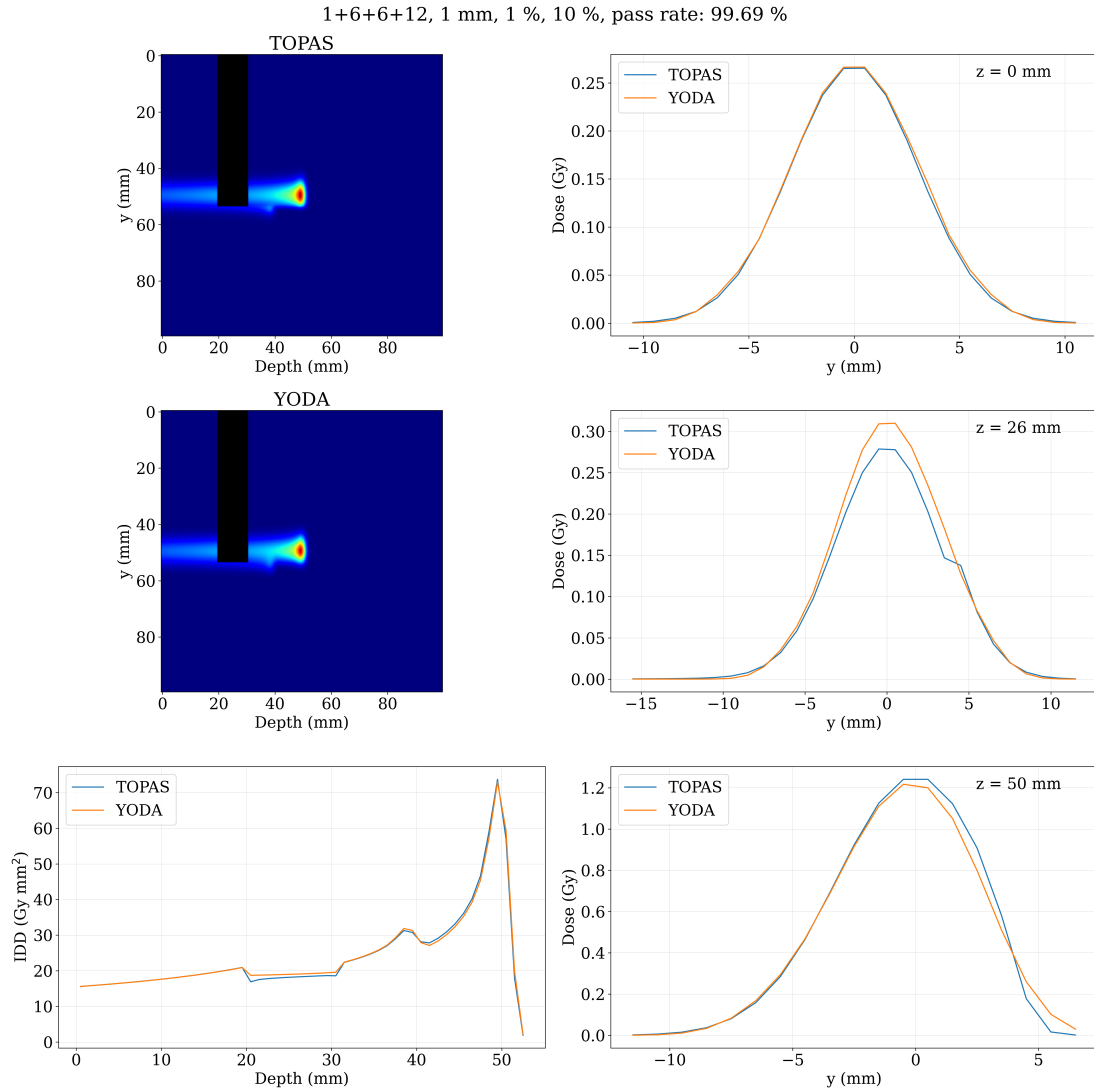 1+6+6+12, 1 mm, 1 %, 10 %, pass rate: 99.69 %
TOPAS
0
20
40
60
80
y (mm)
0 20 40 60 80
Depth (mm)
TOPAS
YODA
z = 0 mm
0.25
0.20
0.15
0.10
0.05
0.00
Dose (Gy)
−10 −5 0 5 10
y (mm)
YODA
0
20
40
60
80
y (mm)
0 20 40 60 80
Depth (mm)
TOPAS
YODA
z = 26 mm
0.30
0.25
0.20
0.15
0.10
0.05
0.00
Dose (Gy)
−15 −10 −5 0 5 10
y (mm)
TOPAS
YODA
70
60
50
40
30
20
10
0
IDD (Gy mm²)
0 10 20 30 40 50
Depth (mm)
TOPAS
YODA
z = 50 mm
1.2
1.0
0.8
0.6
0.4
0.2
0.0
Dose (Gy)
−10 −5 0 5
y (mm)